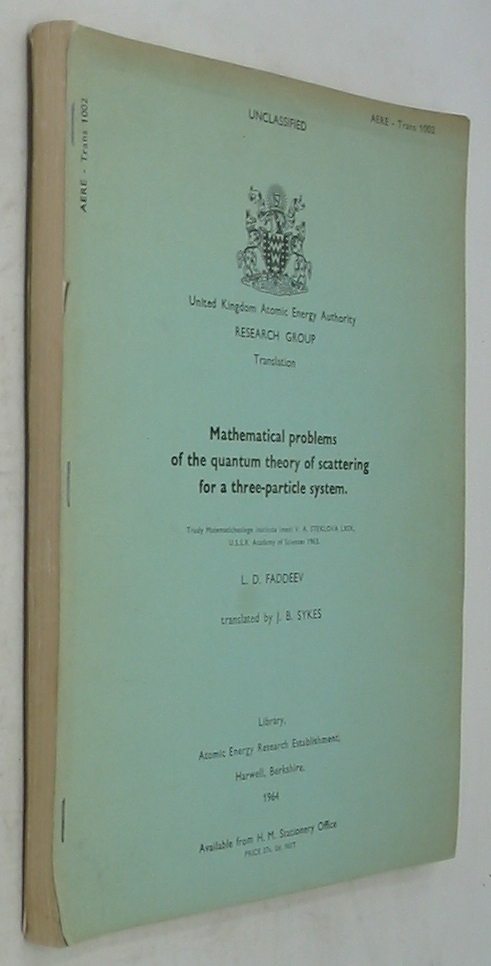 AERE - Trans 1002
UNCLASSIFIED
AERE - Trans 1002
United Kingdom Atomic Energy Authority
RESEARCH GROUP
Translation
Mathematical problems
of the quantum theory of scattering
for a three-particle system.
Trudy Matematicheskogo instituta imeni V. A. STEKLOVA LXIX,
U.S.S.R. Academy of Sciences 1963.
L. D. FADDEEV
translated by J. B. SYKES
Library,
Atomic Energy Research Establishment,
Harwell, Berkshire.
1964
Available from H. M. Stationery Office
PRICE NET